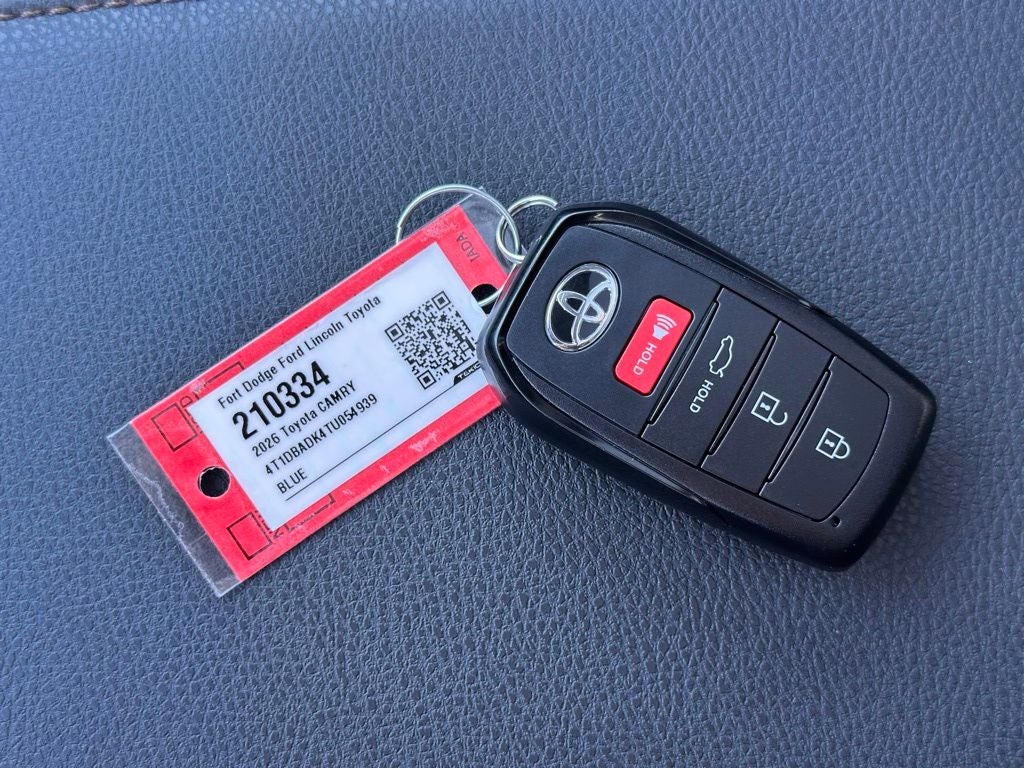 Fort Dodge Ford Lincoln Toyota
210334
2026 Toyota CAMRY
4T1DBADK4TU054939
BLUE
IADA
HOLD
HOLD